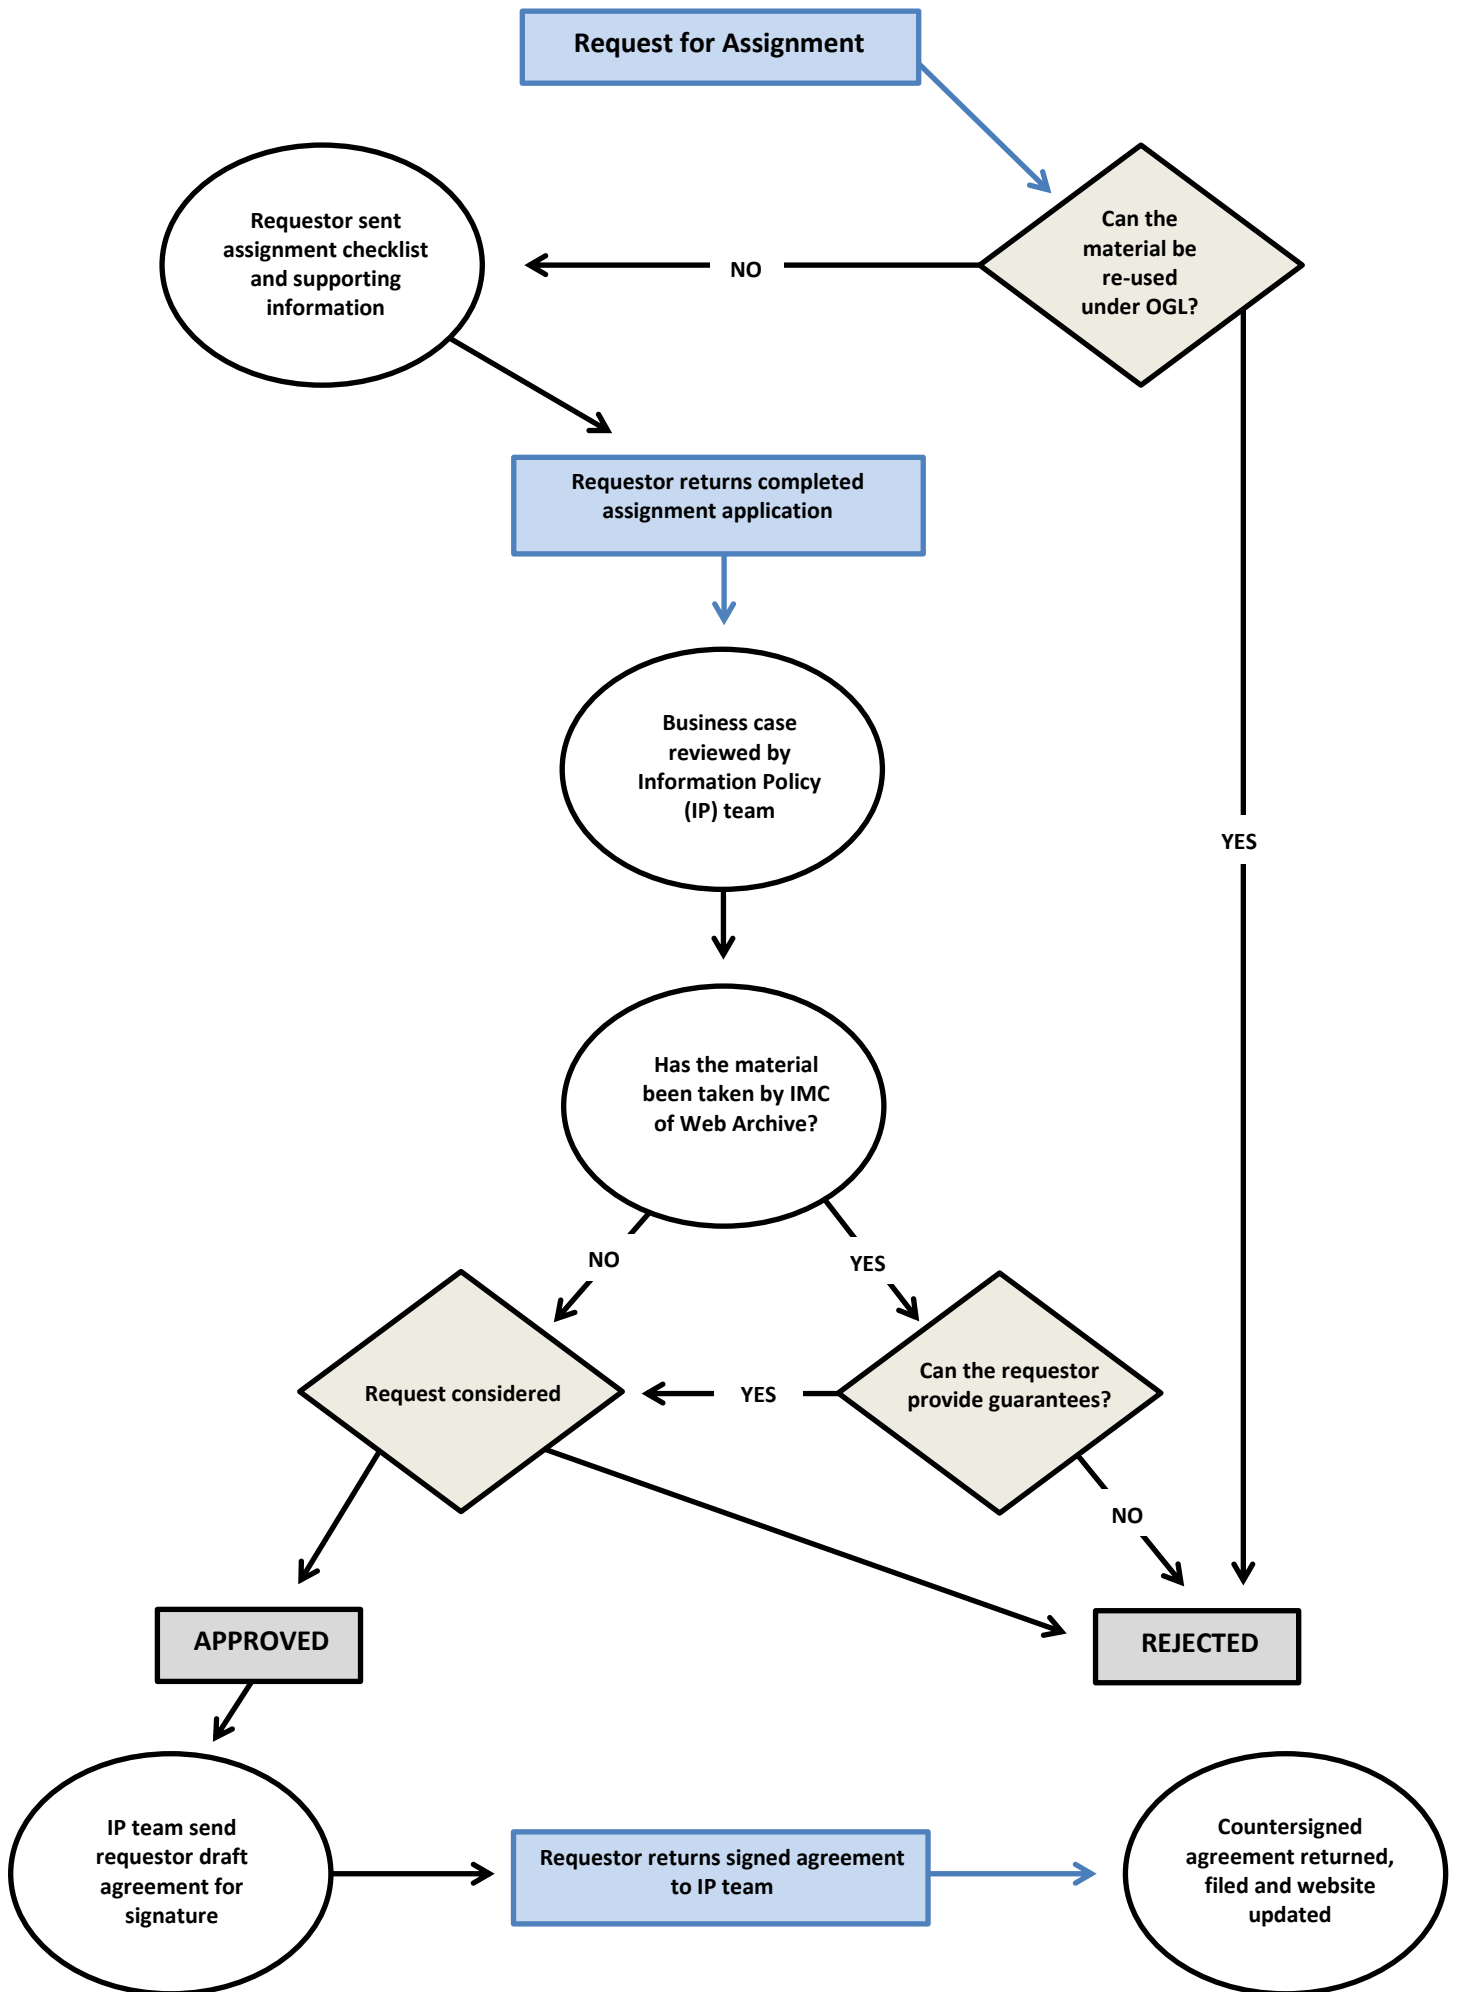 Request for Assignment
Can the
material be
re-used
under OGL?
NO
Requestor sent
assignment checklist
and supporting
information
Requestor returns completed
assignment application
Business case
reviewed by
Information Policy
(IP) team
YES
Has the material
been taken by IMC
of Web Archive?
NO
YES
Request considered
YES
Can the requestor
provide guarantees?
NO
APPROVED
REJECTED
IP team send
requestor draft
agreement for
signature
Requestor returns signed agreement
to IP team
Countersigned
agreement returned,
filed and website
updated